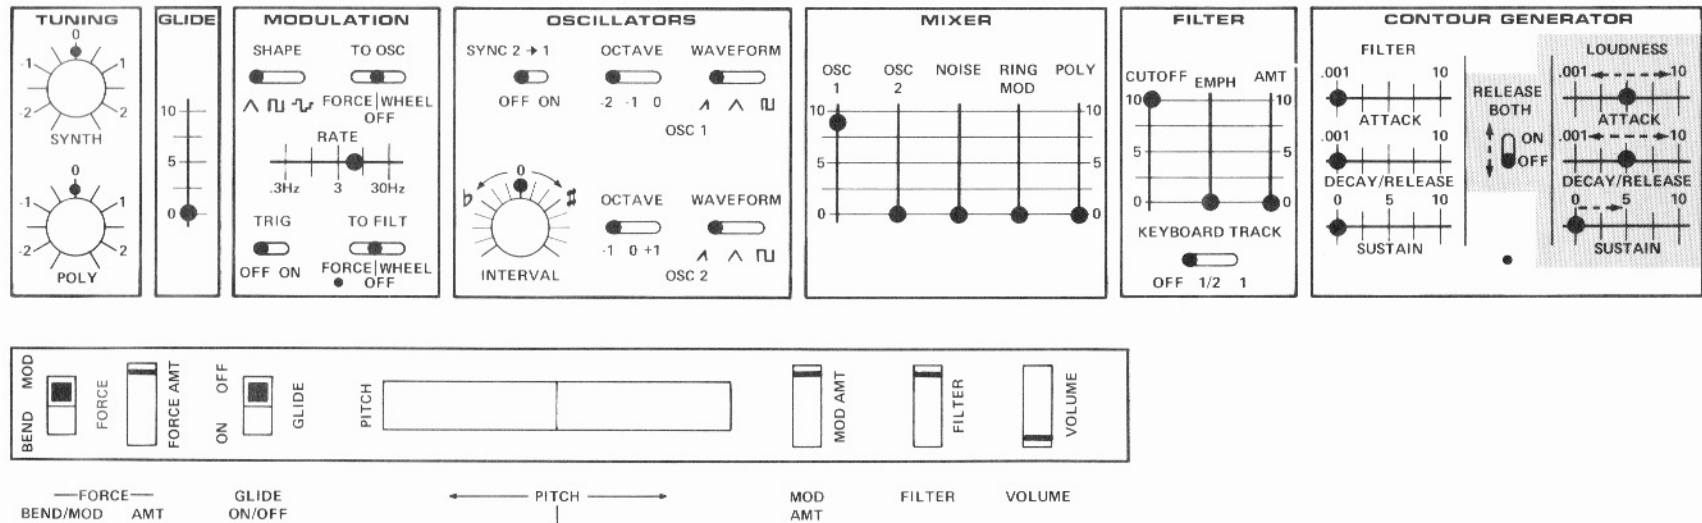 TUNING
0
-1 1
-2 2
SYNTH
0
-1 1
-2 2
POLY
GLIDE
10
5
0
MODULATION
SHAPE TO OSC
FORCE|WHEEL
OFF
RATE
.3Hz 3 30Hz
TRIG TO FILT
OFF ON FORCE|WHEEL
OFF
OSCILLATORS
SYNC 2 → 1 OCTAVE WAVEFORM
OFF ON -2 -1 0
OSC 1
♭ 0 ♯
OCTAVE WAVEFORM
-1 0 +1
INTERVAL OSC 2
MIXER
OSC 1 OSC 2 NOISE RING MOD POLY
10
5 5
0 0
FILTER
CUTOFF EMPH AMT
10 10
5 5
0 0
KEYBOARD TRACK
OFF 1/2 1
CONTOUR GENERATOR
FILTER
.001 10
ATTACK
.001 10
DECAY/RELEASE
0 5 10
SUSTAIN
RELEASE
BOTH
ON
OFF
LOUDNESS
.001 10
ATTACK
.001 10
DECAY/RELEASE
0 5 10
SUSTAIN
BEND MOD
FORCE
FORCE AMT
ON OFF
GLIDE
PITCH
MOD AMT
FILTER
VOLUME
FORCE
BEND/MOD AMT
GLIDE
ON/OFF
PITCH
MOD
AMT
FILTER
VOLUME